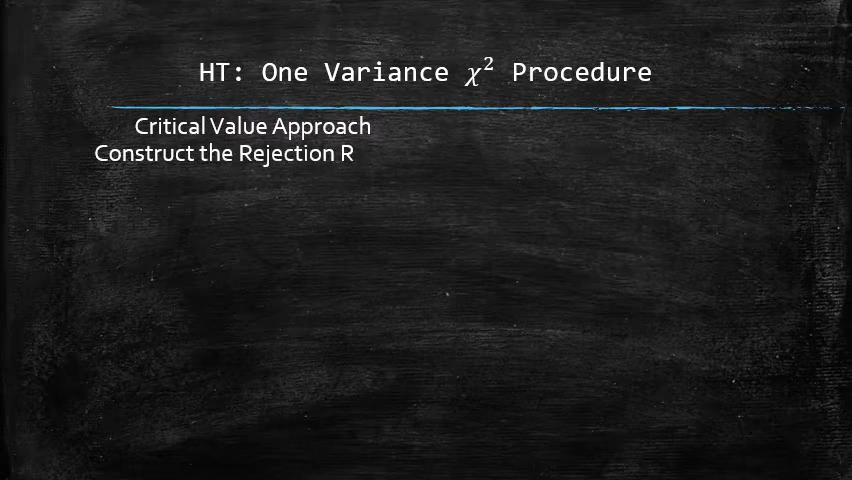 HT: One Variance χ² Procedure
Critical Value Approach
Construct the Rejection R